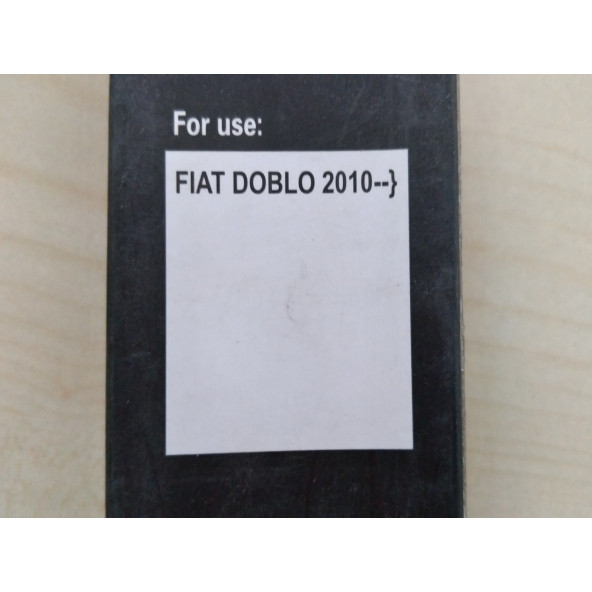 For use:
FIAT DOBLO 2010--}